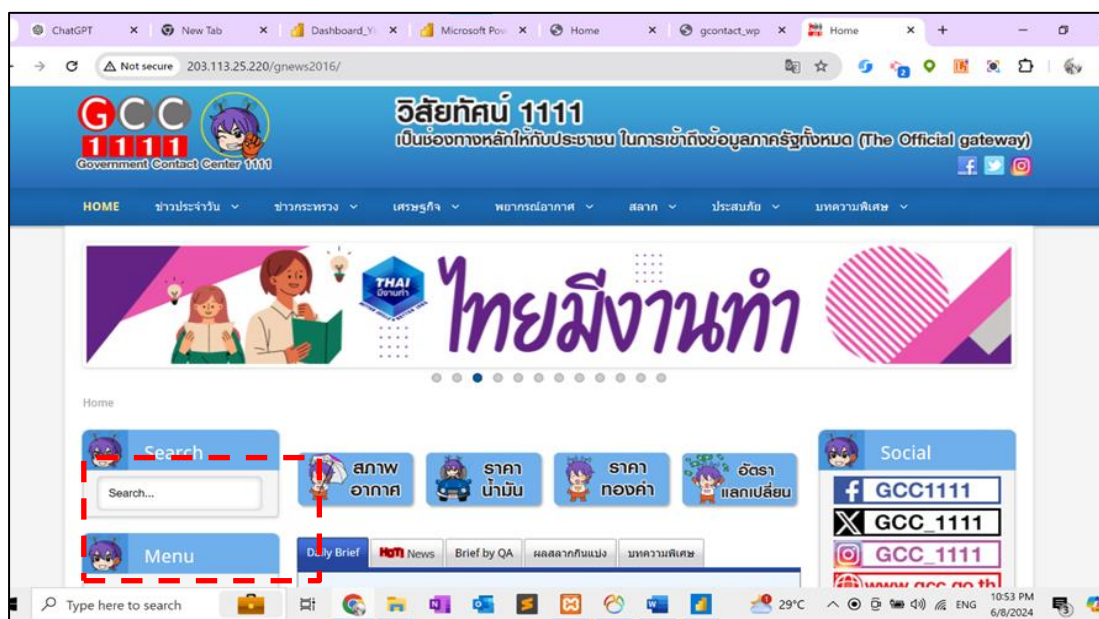 ChatGPT
New Tab
Dashboard_Yi
Microsoft Pow
Home
gcontact_wp
Home
Not secure
203.113.25.220/gnews2016/
GCC
1111
Government Contact Center 1111
วิสัยทัศน์ 1111
เป็นช่องทางหลักให้กับประชาชน ในการเข้าถึงข้อมูลภาครัฐทั้งหมด (The Official gateway)
HOME
ข่าวประจำวัน
ข่าวกระทรวง
เศรษฐกิจ
พยากรณ์อากาศ
สลาก
ประสบภัย
บทความพิเศษ
THAI
มีงานทำ
ไทยมีงานทำ
Home
Search
Search...
Menu
สภาพ
อากาศ
ราคา
น้ำมัน
ราคา
ทองคำ
อัตรา
แลกเปลี่ยน
Daily Brief
HOT! News
Brief by QA
ผลสลากกินแบ่ง
บทความพิเศษ
Social
GCC1111
GCC_1111
GCC_1111
www.gcc.go.th
Type here to search
29°C
ENG
10:53 PM
6/8/2024